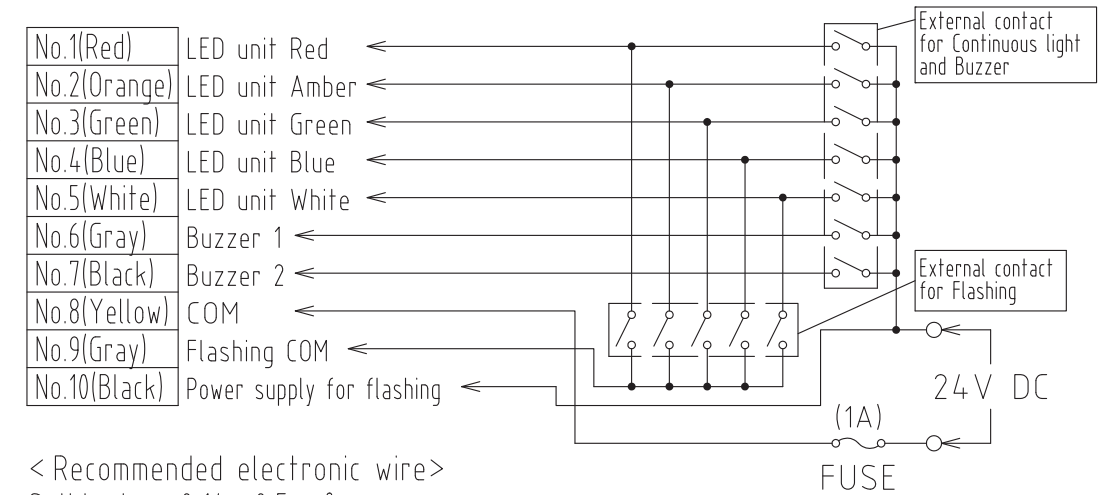 No.1(Red) LED unit Red
No.2(Orange) LED unit Amber
No.3(Green) LED unit Green
No.4(Blue) LED unit Blue
No.5(White) LED unit White
No.6(Gray) Buzzer 1
No.7(Black) Buzzer 2
No.8(Yellow) COM
No.9(Gray) Flashing COM
No.10(Black) Power supply for flashing
External contact
for Continuous light
and Buzzer
External contact
for Flashing
24V DC
(1A)
FUSE
<Recommended electronic wire>